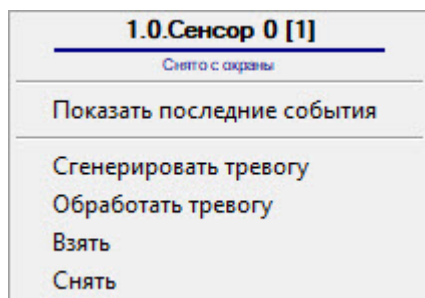 1.0.Сенсор 0 [1]
Снято с охраны
Показать последние события
Сгенерировать тревогу
Обработать тревогу
Взять
Снять